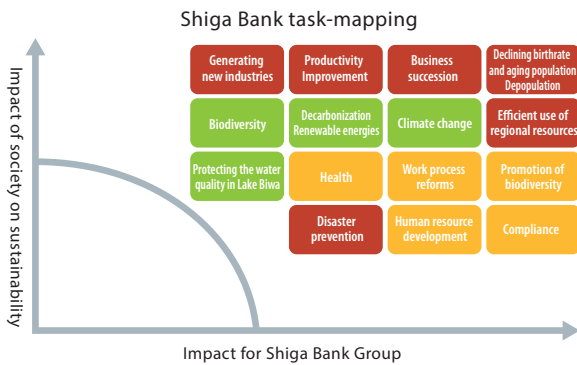 Shiga Bank task-mapping
Impact of society on sustainability
Generating
new industries
Productivity
Improvement
Business
succession
Declining birthrate
and aging population
Depopulation
Biodiversity
Decarbonization
Renewable energies
Climate change
Efficient use of
regional resources
Protecting the water
quality in Lake Biwa
Health
Work process
reforms
Promotion of
biodiversity
Disaster
prevention
Human resource
development
Compliance
Impact for Shiga Bank Group